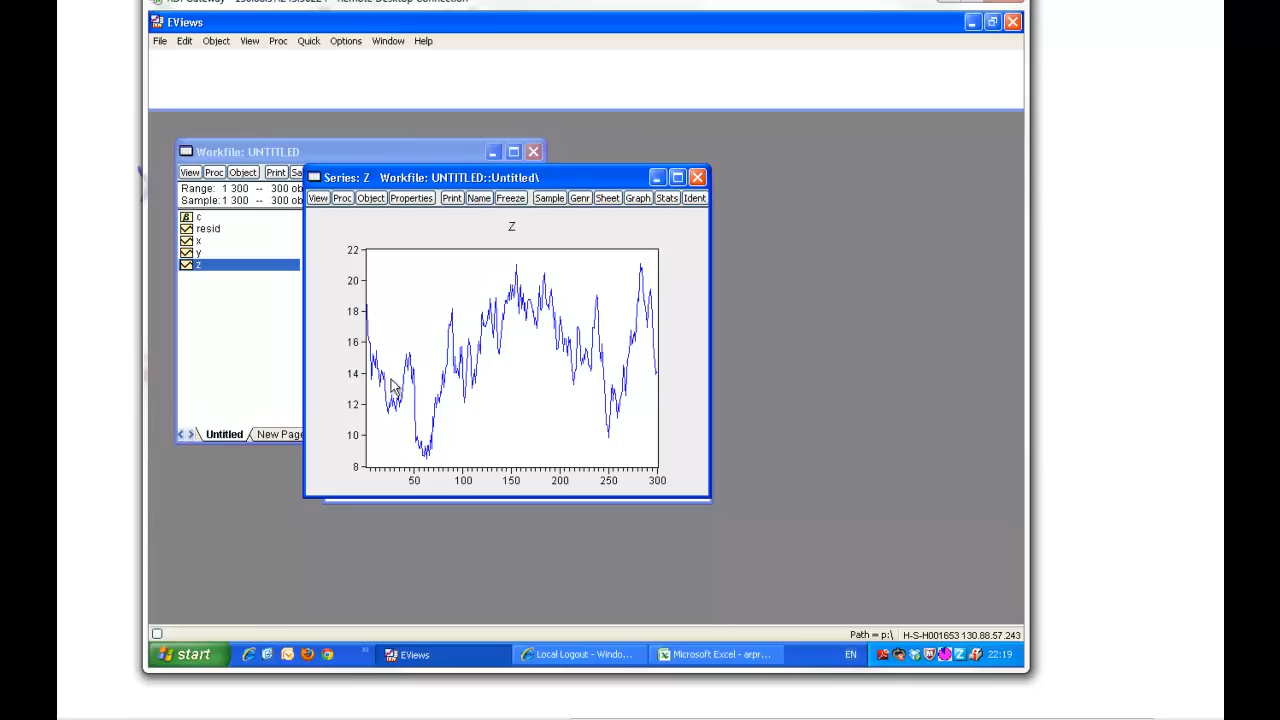 Remote Desktop Connection
EViews
File Edit Object View Proc Quick Options Window Help
Workfile: UNTITLED
View Proc Object Print
Range: 1 300 -- 300
Sample: 1 300 -- 300
c
resid
x
y
z
Untitled New Page
Series: Z Workfile: UNTITLED::Untitled\
View Proc Object Properties Print Name Freeze Sample Genr Sheet Graph Stats Ident
Z
22
20
18
16
14
12
10
8
50 100 150 200 250 300
Path = p:\ H-S-H001653 130.88.57.243
start EViews Local Logout - Windo... Microsoft Excel - arpr... EN 22:19